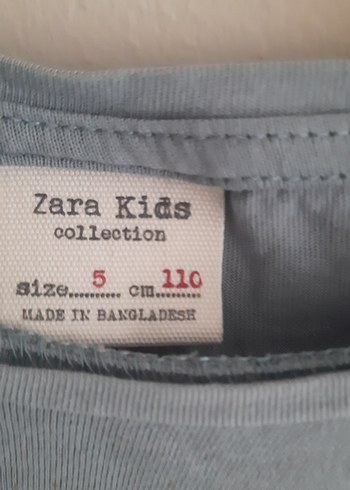 Zara Kids
collection
size.......... 5 cm.......... 110
MADE IN BANGLADESH